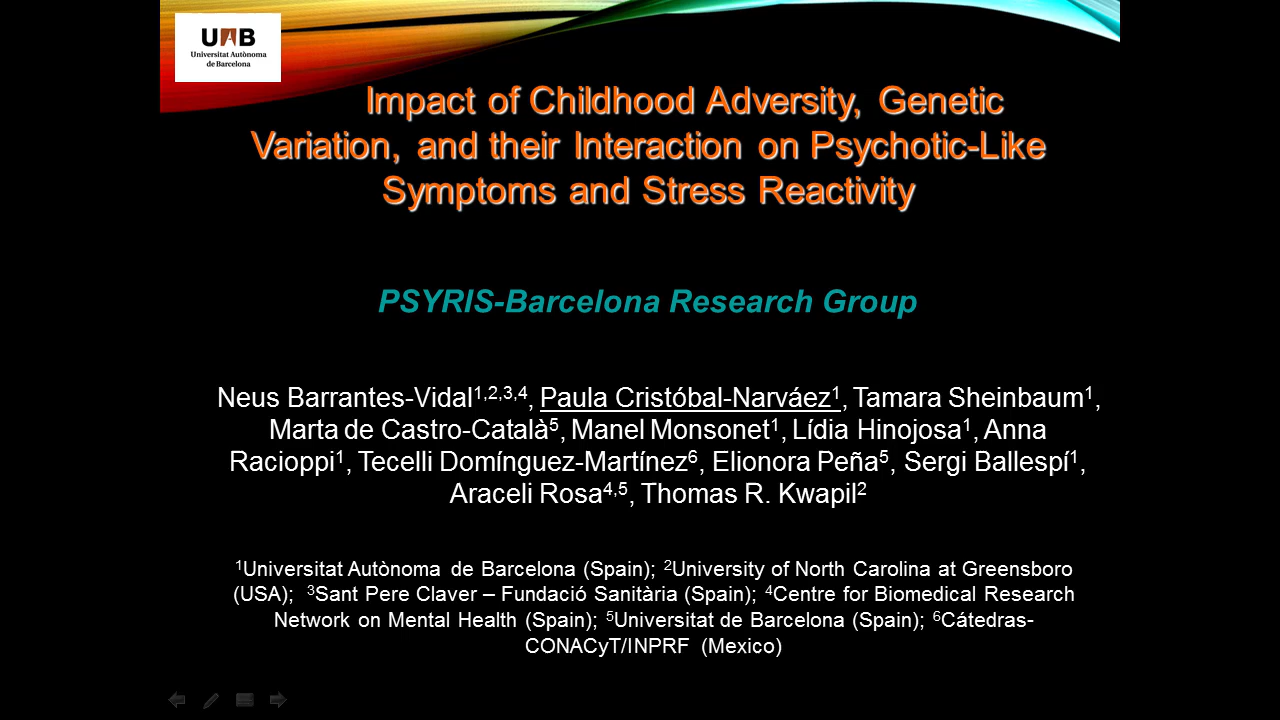 UAB
Universitat Autònoma
de Barcelona
Impact of Childhood Adversity, Genetic
Variation, and their Interaction on Psychotic-Like
Symptoms and Stress Reactivity
PSYRIS-Barcelona Research Group
Neus Barrantes-Vidal1,2,3,4, Paula Cristóbal-Narváez1, Tamara Sheinbaum1,
Marta de Castro-Català5, Manel Monsonet1, Lídia Hinojosa1, Anna
Racioppi1, Tecelli Domínguez-Martínez6, Elionora Peña5, Sergi Ballespí1,
Araceli Rosa4,5, Thomas R. Kwapil2
1Universitat Autònoma de Barcelona (Spain); 2University of North Carolina at Greensboro
(USA); 3Sant Pere Claver – Fundació Sanitària (Spain); 4Centre for Biomedical Research
Network on Mental Health (Spain); 5Universitat de Barcelona (Spain); 6Cátedras-
CONACyT/INPRF (Mexico)